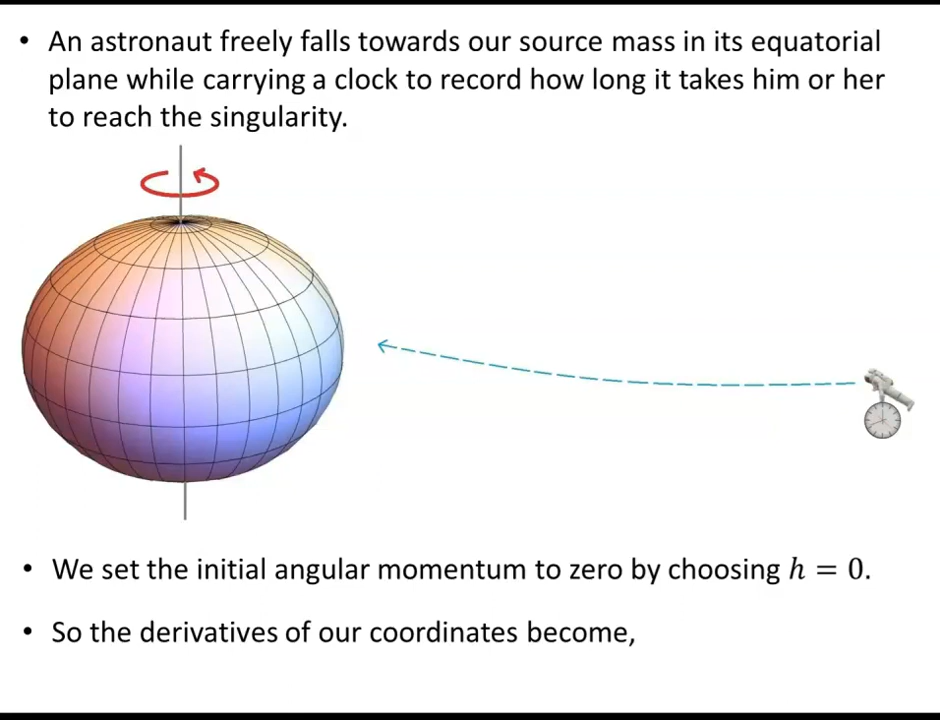 • An astronaut freely falls towards our source mass in its equatorial
plane while carrying a clock to record how long it takes him or her
to reach the singularity.
• We set the initial angular momentum to zero by choosing h = 0.
• So the derivatives of our coordinates become,